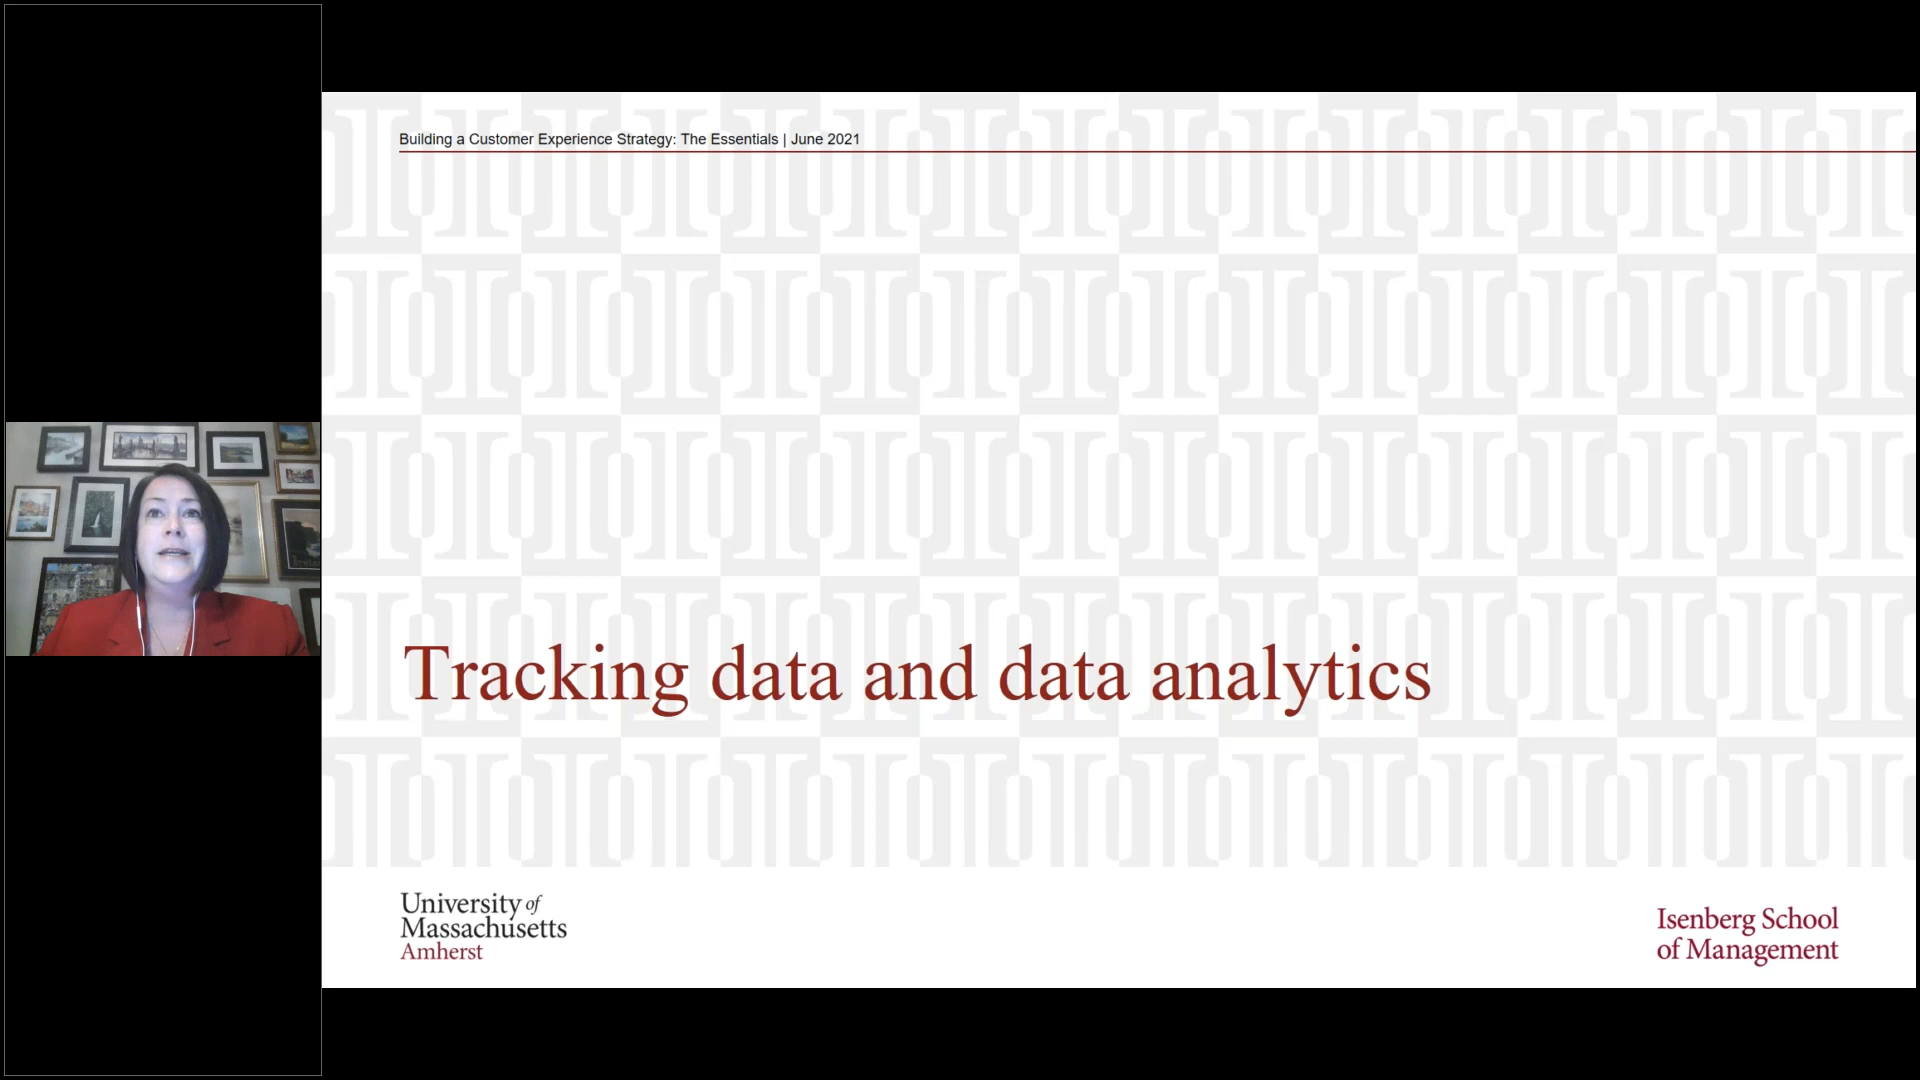 Building a Customer Experience Strategy: The Essentials | June 2021
Tracking data and data analytics
University of
Massachusetts
Amherst
Isenberg School
of Management